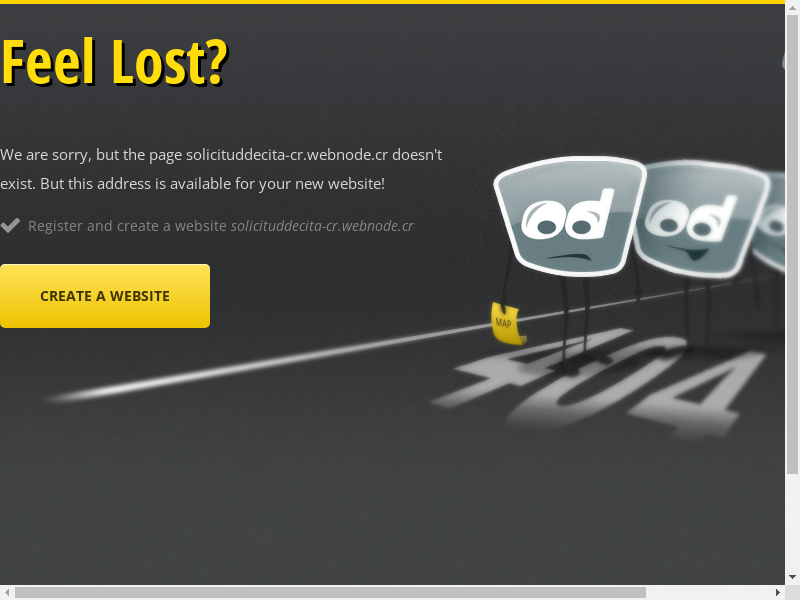 Feel Lost?
We are sorry, but the page solicituddecita-cr.webnode.cr doesn't
exist. But this address is available for your new website!
Register and create a website solicituddecita-cr.webnode.cr
CREATE A WEBSITE
MAP
404